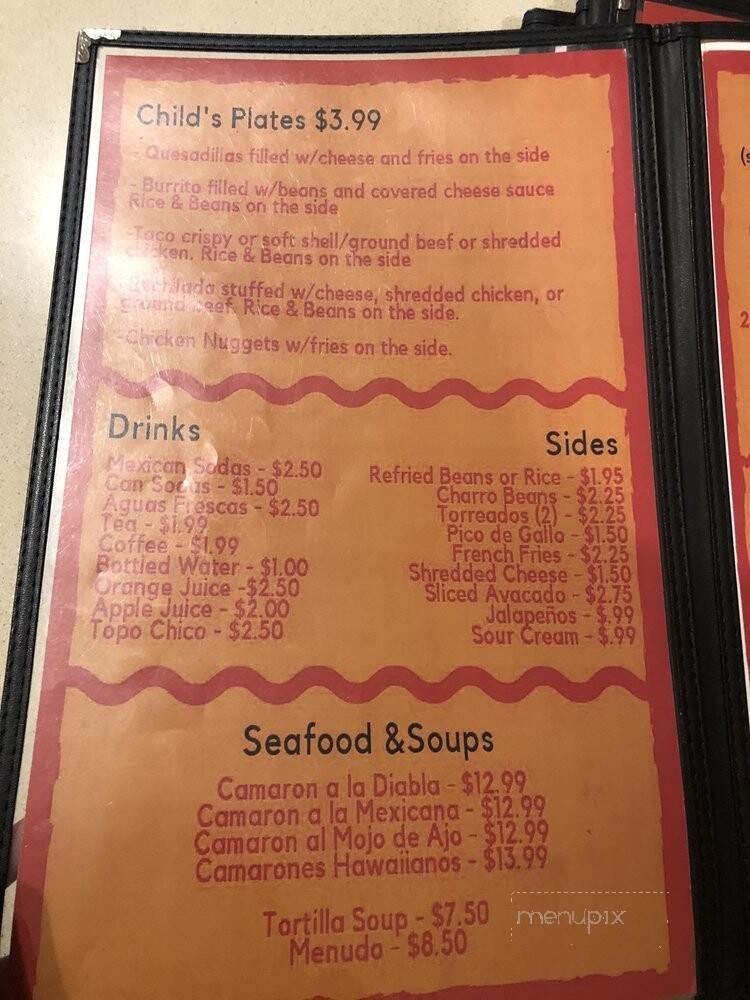 Child's Plates $3.99
- Quesadillas filled w/cheese and fries on the side
- Burrito filled w/beans and covered cheese sauce
Rice & Beans on the side
-Taco crispy or soft shell/ground beef or shredded
chicken. Rice & Beans on the side
Enchilada stuffed w/cheese, shredded chicken, or
ground beef. Rice & Beans on the side.
-Chicken Nuggets w/fries on the side.
Drinks
Mexican Sodas - $2.50
Can Sodas - $1.50
Aguas Frescas - $2.50
Tea - $1.99
Coffee - $1.99
Bottled Water - $1.00
Orange Juice -$2.50
Apple Juice - $2.00
Topo Chico - $2.50
Sides
Refried Beans or Rice - $1.95
Charro Beans - $2.25
Torreados (2) - $2.25
Pico de Gallo - $1.50
French Fries - $2.25
Shredded Cheese - $1.50
Sliced Avacado - $2.75
Jalapeños - $.99
Sour Cream - $.99
Seafood &Soups
Camaron a la Diabla - $12.99
Camaron a la Mexicana - $12.99
Camaron al Mojo de Ajo - $12.99
Camarones Hawaiianos - $13.99
Tortilla Soup - $7.50
Menudo - $8.50
menupix
(s
2